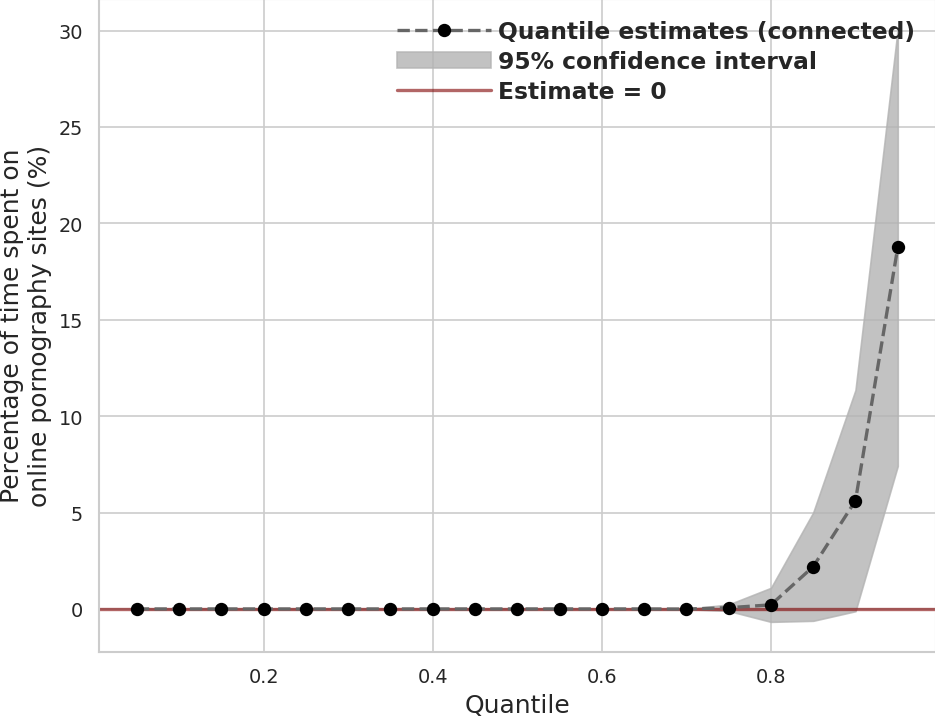 Quantile estimates (connected)
95% confidence interval
Estimate = 0
Percentage of time spent on
online pornography sites (%)
30
25
20
15
10
5
0
0.2
0.4
0.6
0.8
Quantile